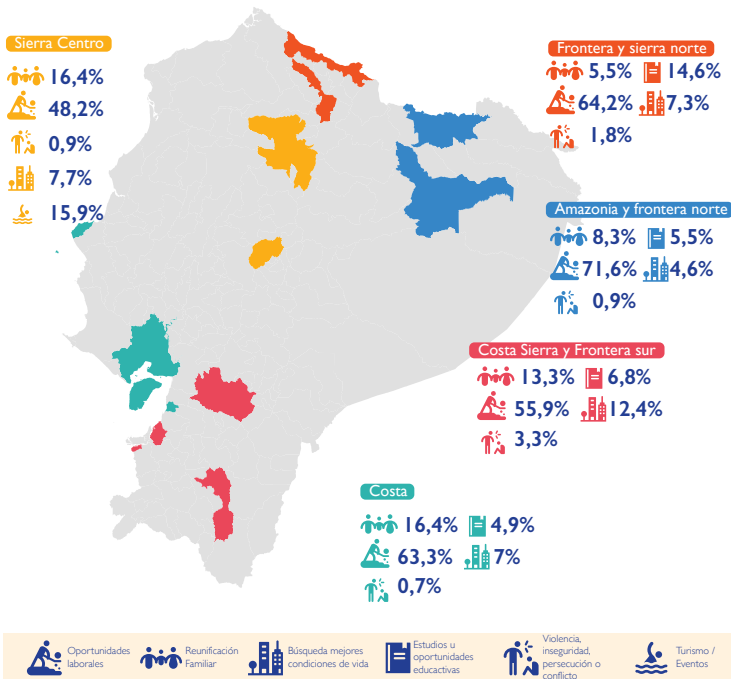 Sierra Centro
16,4%
48,2%
0,9%
7,7%
15,9%
Frontera y sierra norte
5,5% 14,6%
64,2% 7,3%
1,8%
Amazonia y frontera norte
8,3% 5,5%
71,6% 4,6%
0,9%
Costa Sierra y Frontera sur
13,3% 6,8%
55,9% 12,4%
3,3%
Costa
16,4% 4,9%
63,3% 7%
0,7%
Oportunidades
laborales
Reunificación
Familiar
Búsqueda mejores
condiciones de vida
Estudios u
oportunidades
educactivas
Violencia,
inseguridad,
persecución o
conflicto
Turismo /
Eventos